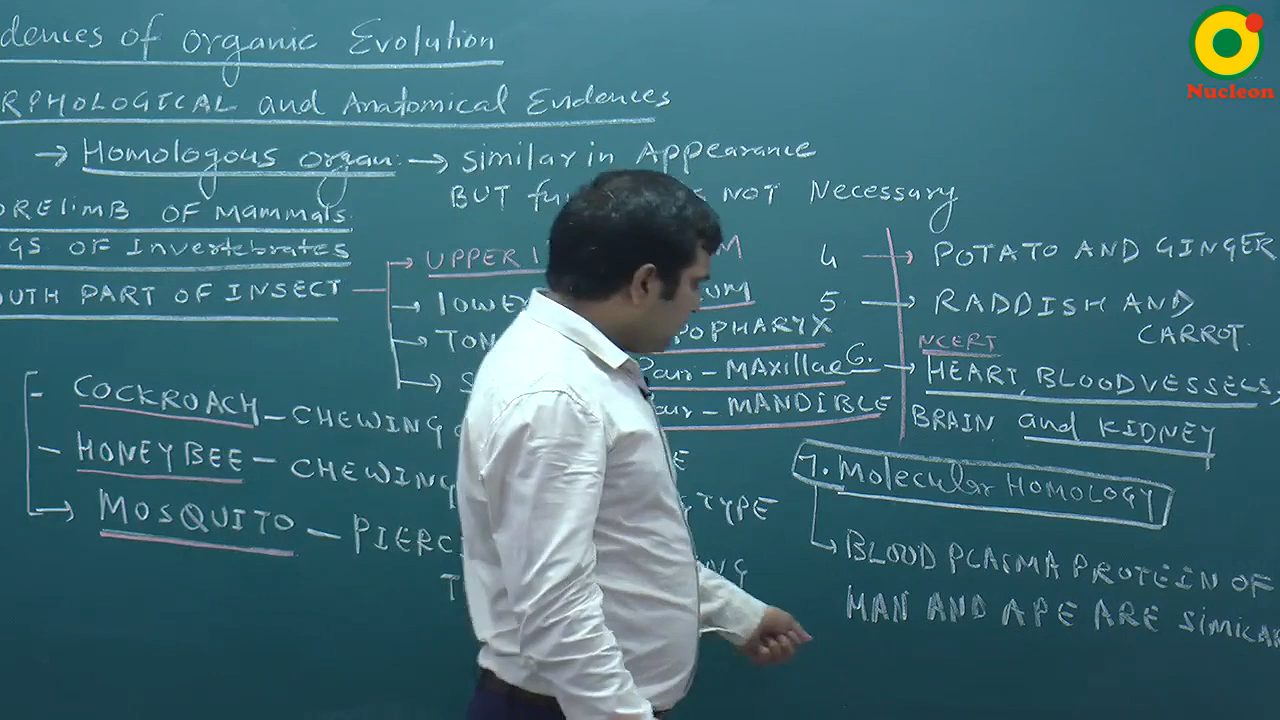 dences of organic Evolution
RPHOLOGICAL and Anatomical Evidences
→ Homologous organ: → similar in Appearance
BUT NOT Necessary
ORElimB OF mammals.
GS OF Invertebrates
OUTH PART OF INSECT
UPPER
→ lower UM
→ TON POPHARYX
Pair - MAXillae
Pair - MANDIBLE
- COCKROACH - CHEWING
- HONEY BEE - CHEWING
TYPE
→ MOSQUITO - PIERC
4 → POTATO AND GINGER
5 → RADDISH AND
CARROT.
NCERT
6. → HEART, BLOODVESSELS,
BRAIN and KIDNEY
7. Molecular HOMOLOGY
BLOOD PLASMA PROTEIN OF
MAN AND APE ARE SIMILAR
Nucleon